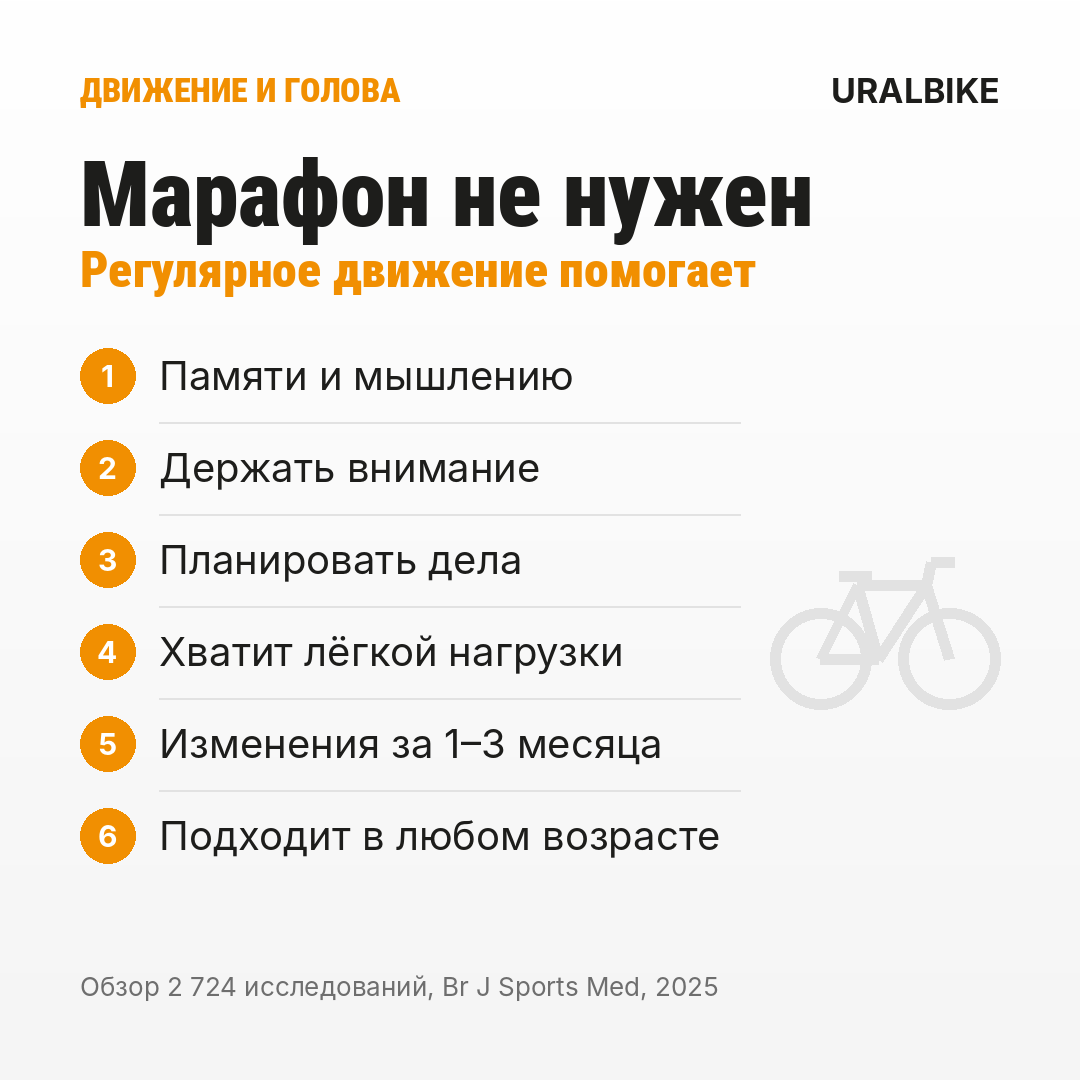 ДВИЖЕНИЕ И ГОЛОВА
URALBIKE
Марафон не нужен
Регулярное движение помогает
1 Памяти и мышлению
2 Держать внимание
3 Планировать дела
4 Хватит лёгкой нагрузки
5 Изменения за 1–3 месяца
6 Подходит в любом возрасте
Обзор 2 724 исследований, Br J Sports Med, 2025